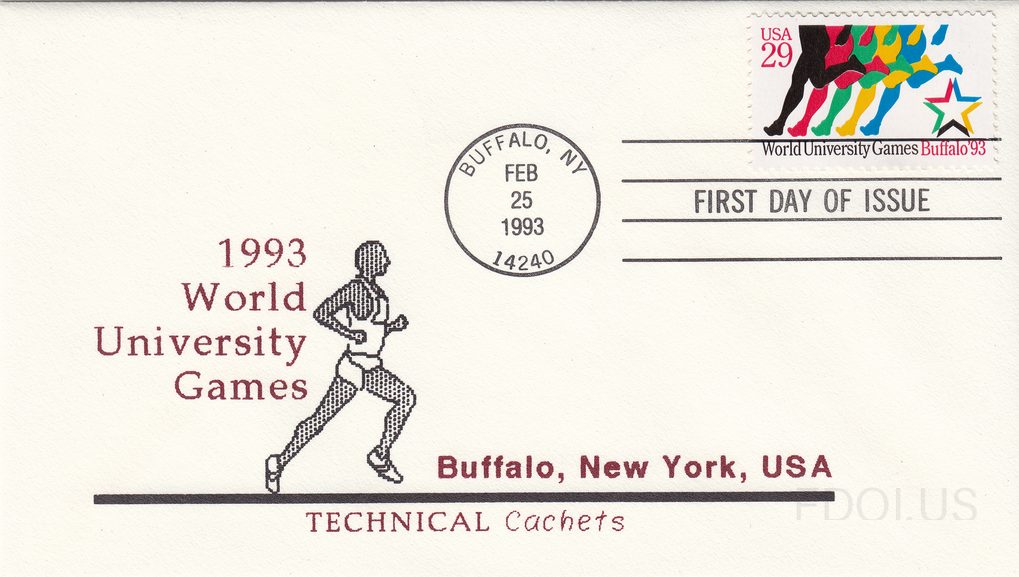 USA
29
World University Games Buffalo '93
BUFFALO, NY
FEB
25
1993
14240
FIRST DAY OF ISSUE
1993
World
University
Games
Buffalo, New York, USA
TECHNICAL Cachets
FDOI.US